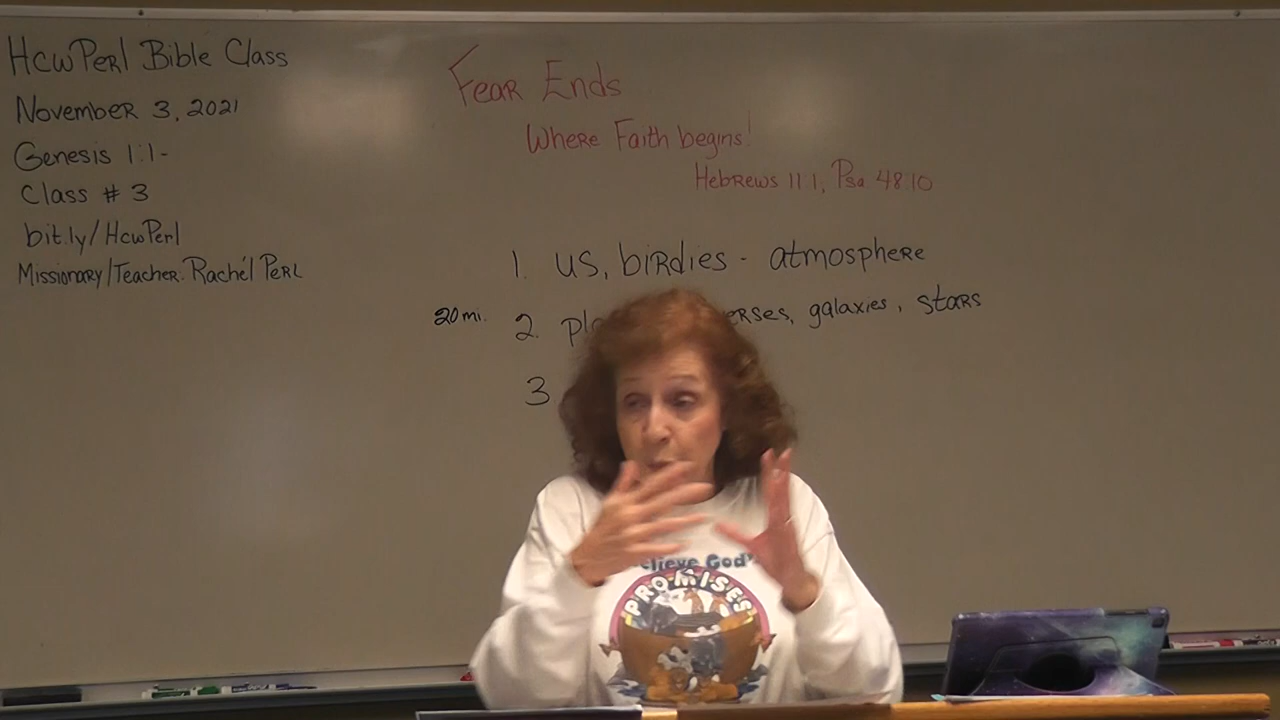 HcwPerl Bible Class
November 3, 2021
Genesis 1:1-
Class # 3
bit.ly/HcwPerl
Missionary/Teacher: Rachél Perl
Fear Ends
Where Faith begins!
Hebrews 11:1, Psa 48:10
1. us, birdies - atmosphere
20 mi. 2. galaxies, stars
3
God's
PROMISES